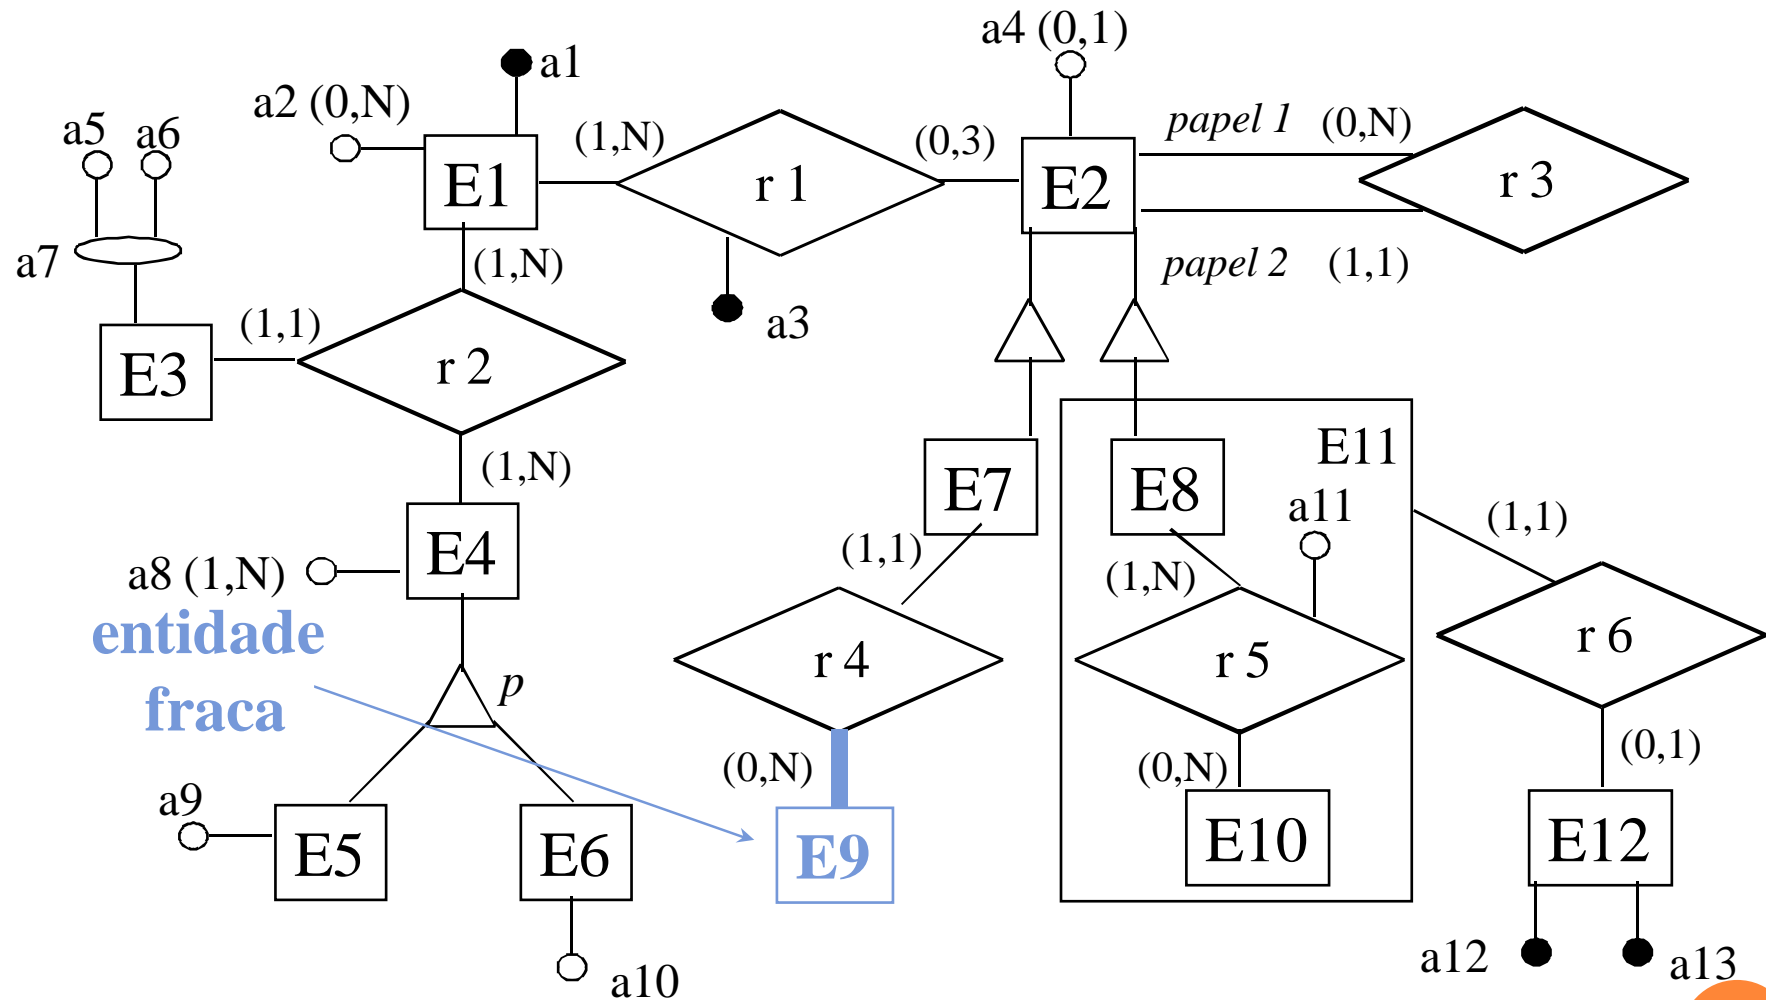 a4 (0,1)
a1
a2 (0,N)
a5
a6
(1,N)
(0,3)
papel 1
(0,N)
E1
r 1
E2
r 3
a7
(1,N)
papel 2
(1,1)
(1,1)
a3
E3
r 2
E11
(1,N)
E7
E8
a11
(1,1)
E4
(1,1)
(1,N)
a8 (1,N)
entidade
fraca
p
r 4
r 5
r 6
(0,N)
(0,N)
(0,1)
a9
E5
E6
E9
E10
E12
a10
a12
a13